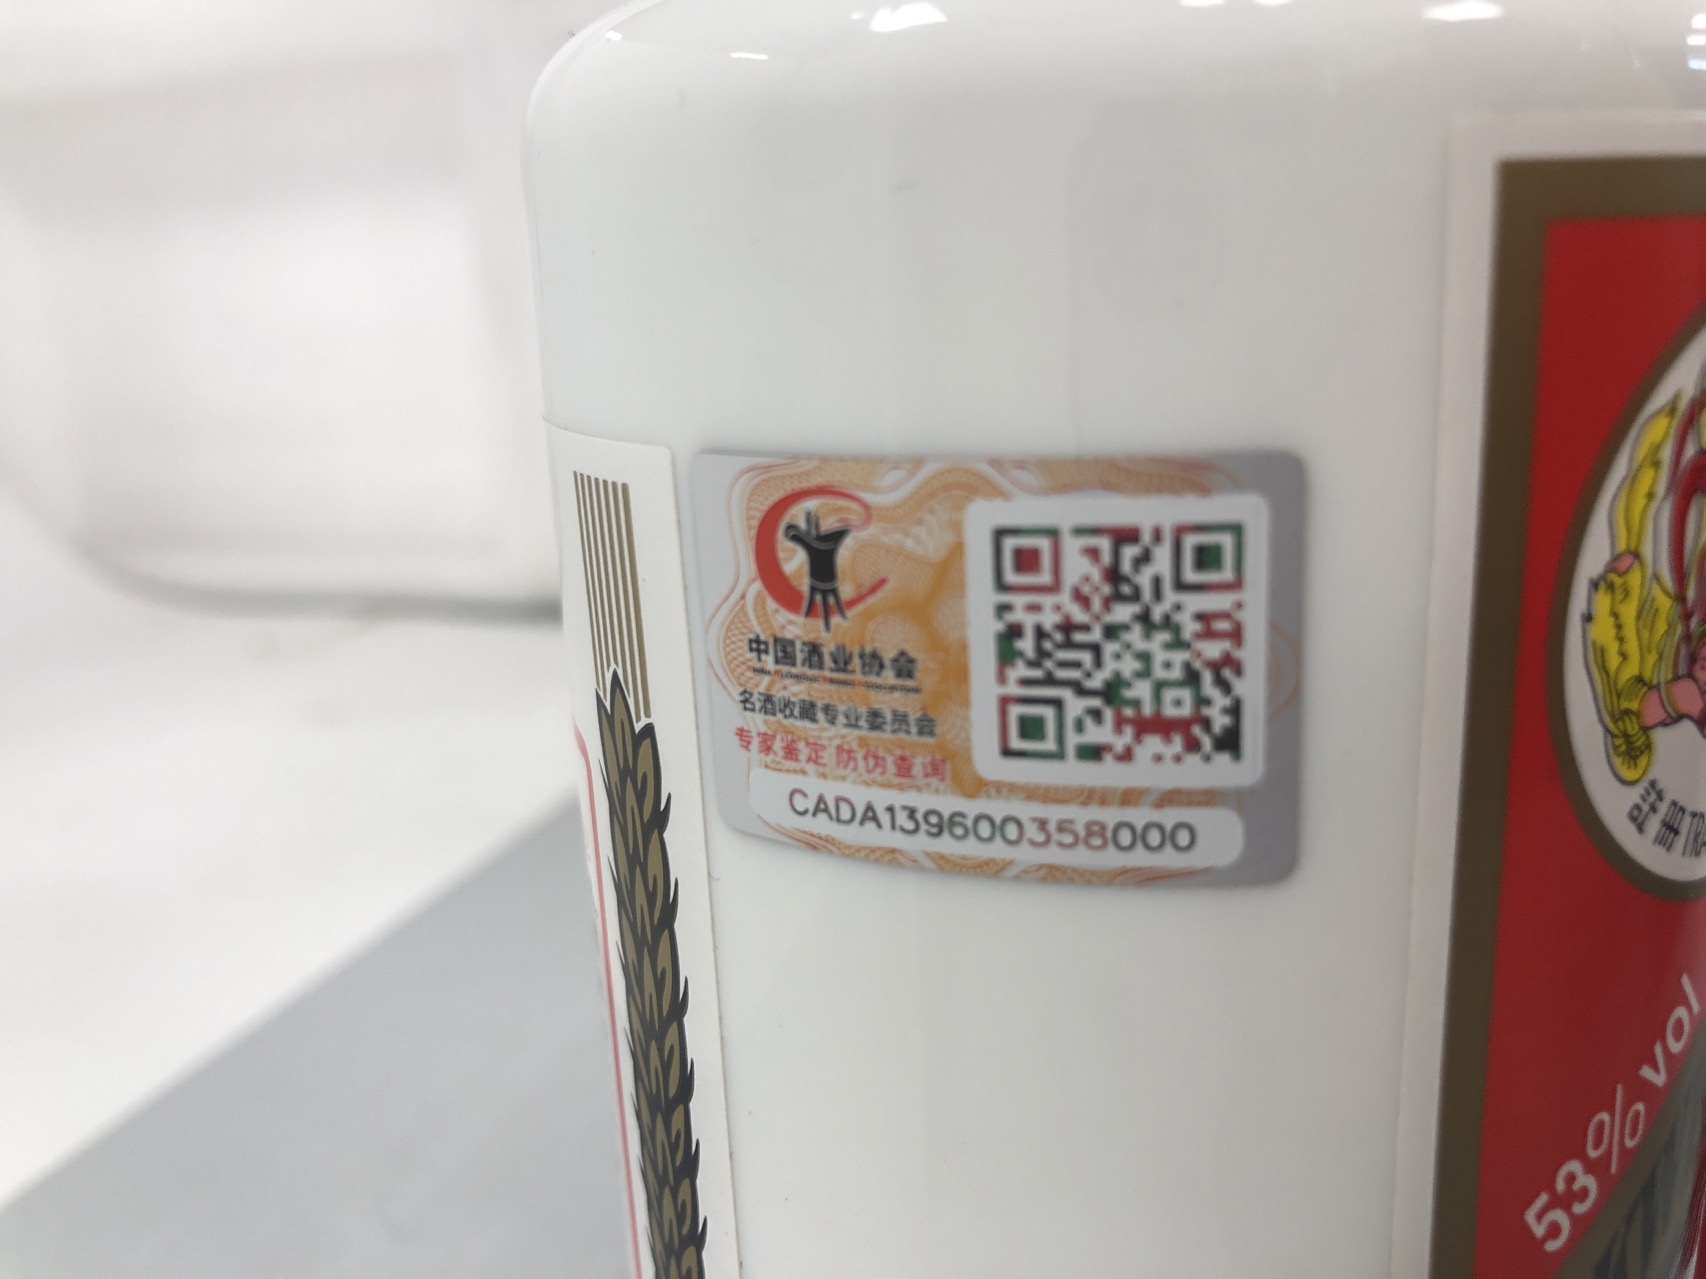 中国酒业协会
名酒收藏专业委员会
专家鉴定 防伪查询
CADA139600358000
53% vol